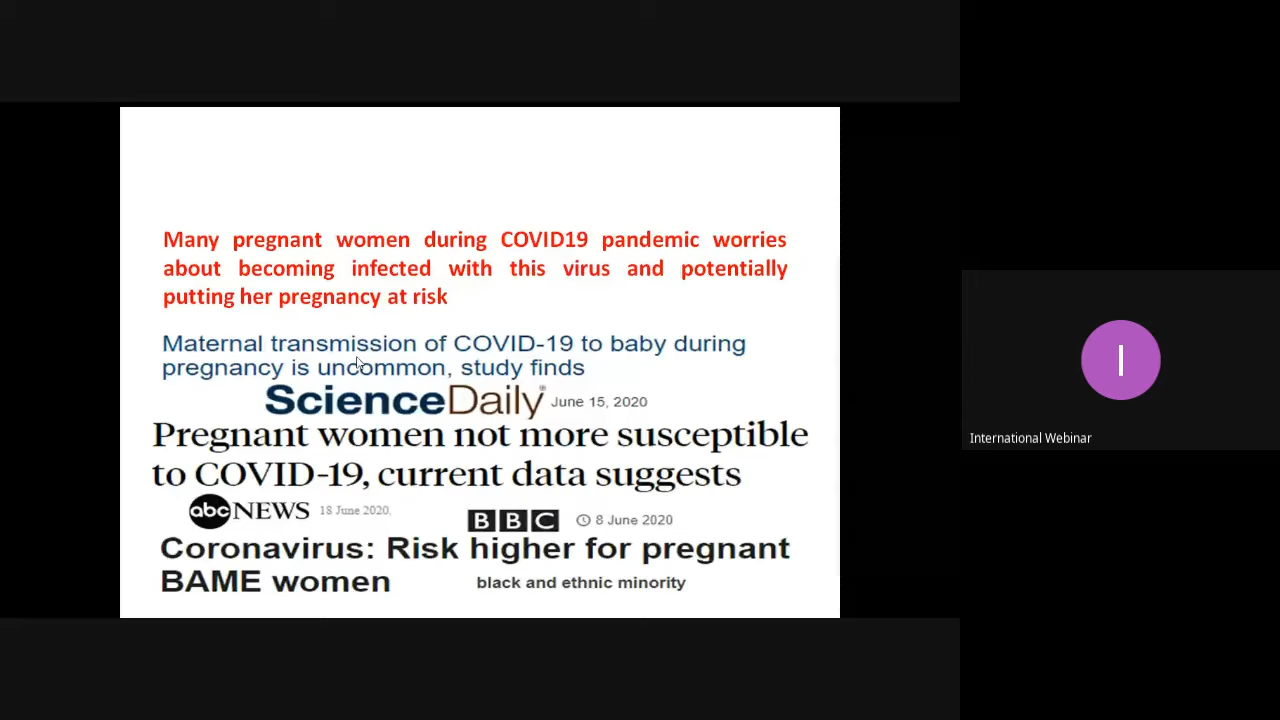 Many pregnant women during COVID19 pandemic worries
about becoming infected with this virus and potentially
putting her pregnancy at risk
Maternal transmission of COVID-19 to baby during
pregnancy is uncommon, study finds
ScienceDaily® June 15, 2020
Pregnant women not more susceptible
to COVID-19, current data suggests
abc NEWS 18 June 2020.
BBC 8 June 2020
Coronavirus: Risk higher for pregnant
BAME women
black and ethnic minority
I
International Webinar